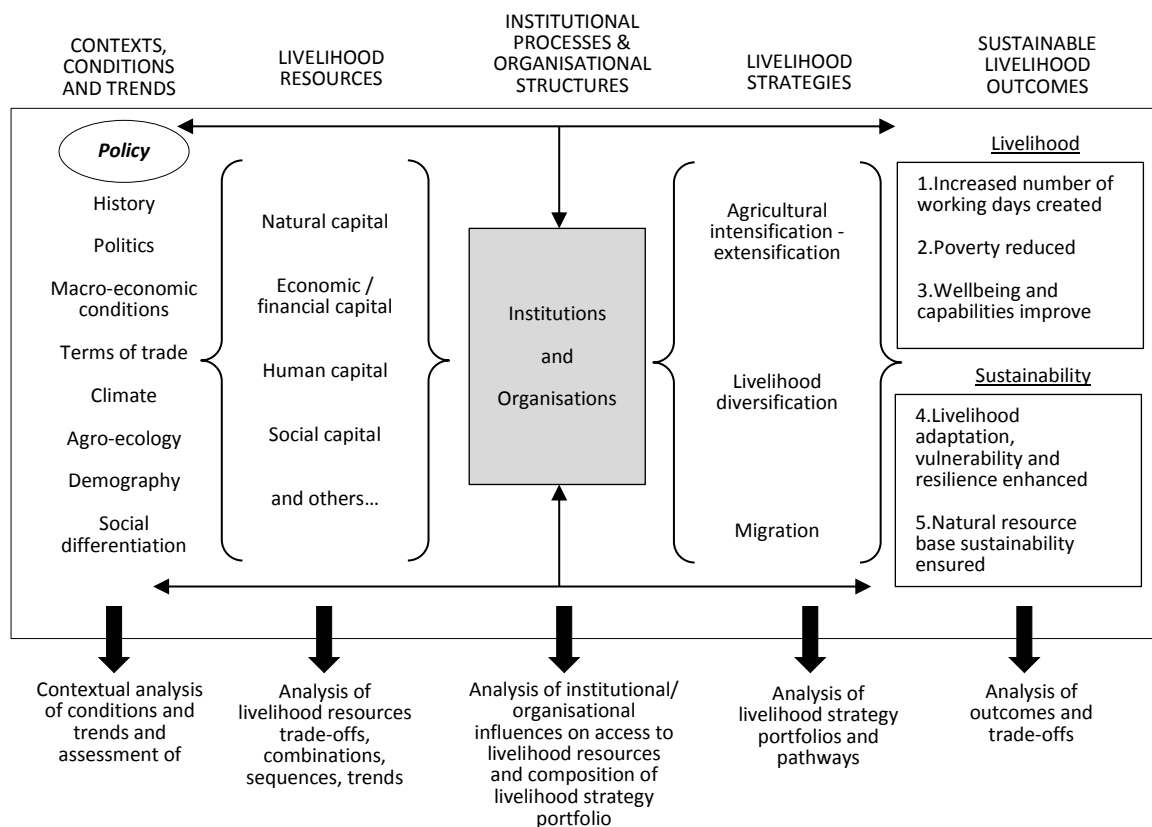 CONTEXTS,
CONDITIONS
AND TRENDS
LIVELIHOOD
RESOURCES
INSTITUTIONAL
PROCESSES &
ORGANISATIONAL
STRUCTURES
LIVELIHOOD
STRATEGIES
SUSTAINABLE
LIVELIHOOD
OUTCOMES
Policy
History
Politics
Macro-economic
conditions
Terms of trade
Climate
Agro-ecology
Demography
Social
differentiation
Natural capital
Economic /
financial capital
Human capital
Social capital
and others...
Institutions
and
Organisations
Agricultural
intensification -
extensification
Livelihood
diversification
Migration
Livelihood
1.Increased number of
working days created
2.Poverty reduced
3.Wellbeing and
capabilities improve
Sustainability
4.Livelihood
adaptation,
vulnerability and
resilience enhanced
5.Natural resource
base sustainability
ensured
Contextual analysis
of conditions and
trends and
assessment of
Analysis of
livelihood resources
trade-offs,
combinations,
sequences, trends
Analysis of institutional/
organisational
influences on access to
livelihood resources
and composition of
livelihood strategy
portfolio
Analysis of
livelihood strategy
portfolios and
pathways
Analysis of
outcomes and
trade-offs